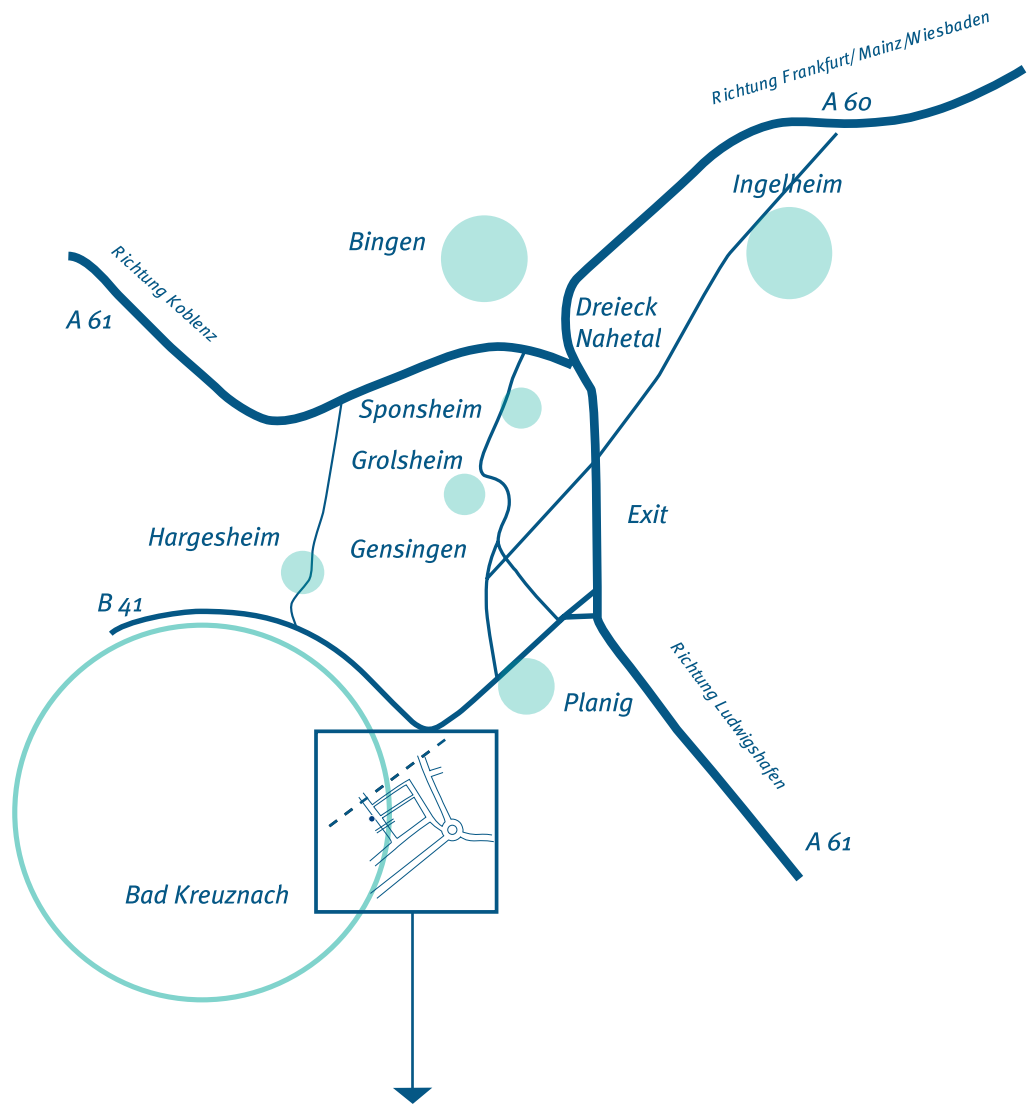 Richtung Frankfurt/Mainz/Wiesbaden
A 60
Ingelheim
Bingen
Richtung Koblenz
A 61
Dreieck
Nahetal
Sponsheim
Grolsheim
Exit
Hargesheim
Gensingen
B 41
Richtung Ludwigshafen
Planig
A 61
Bad Kreuznach